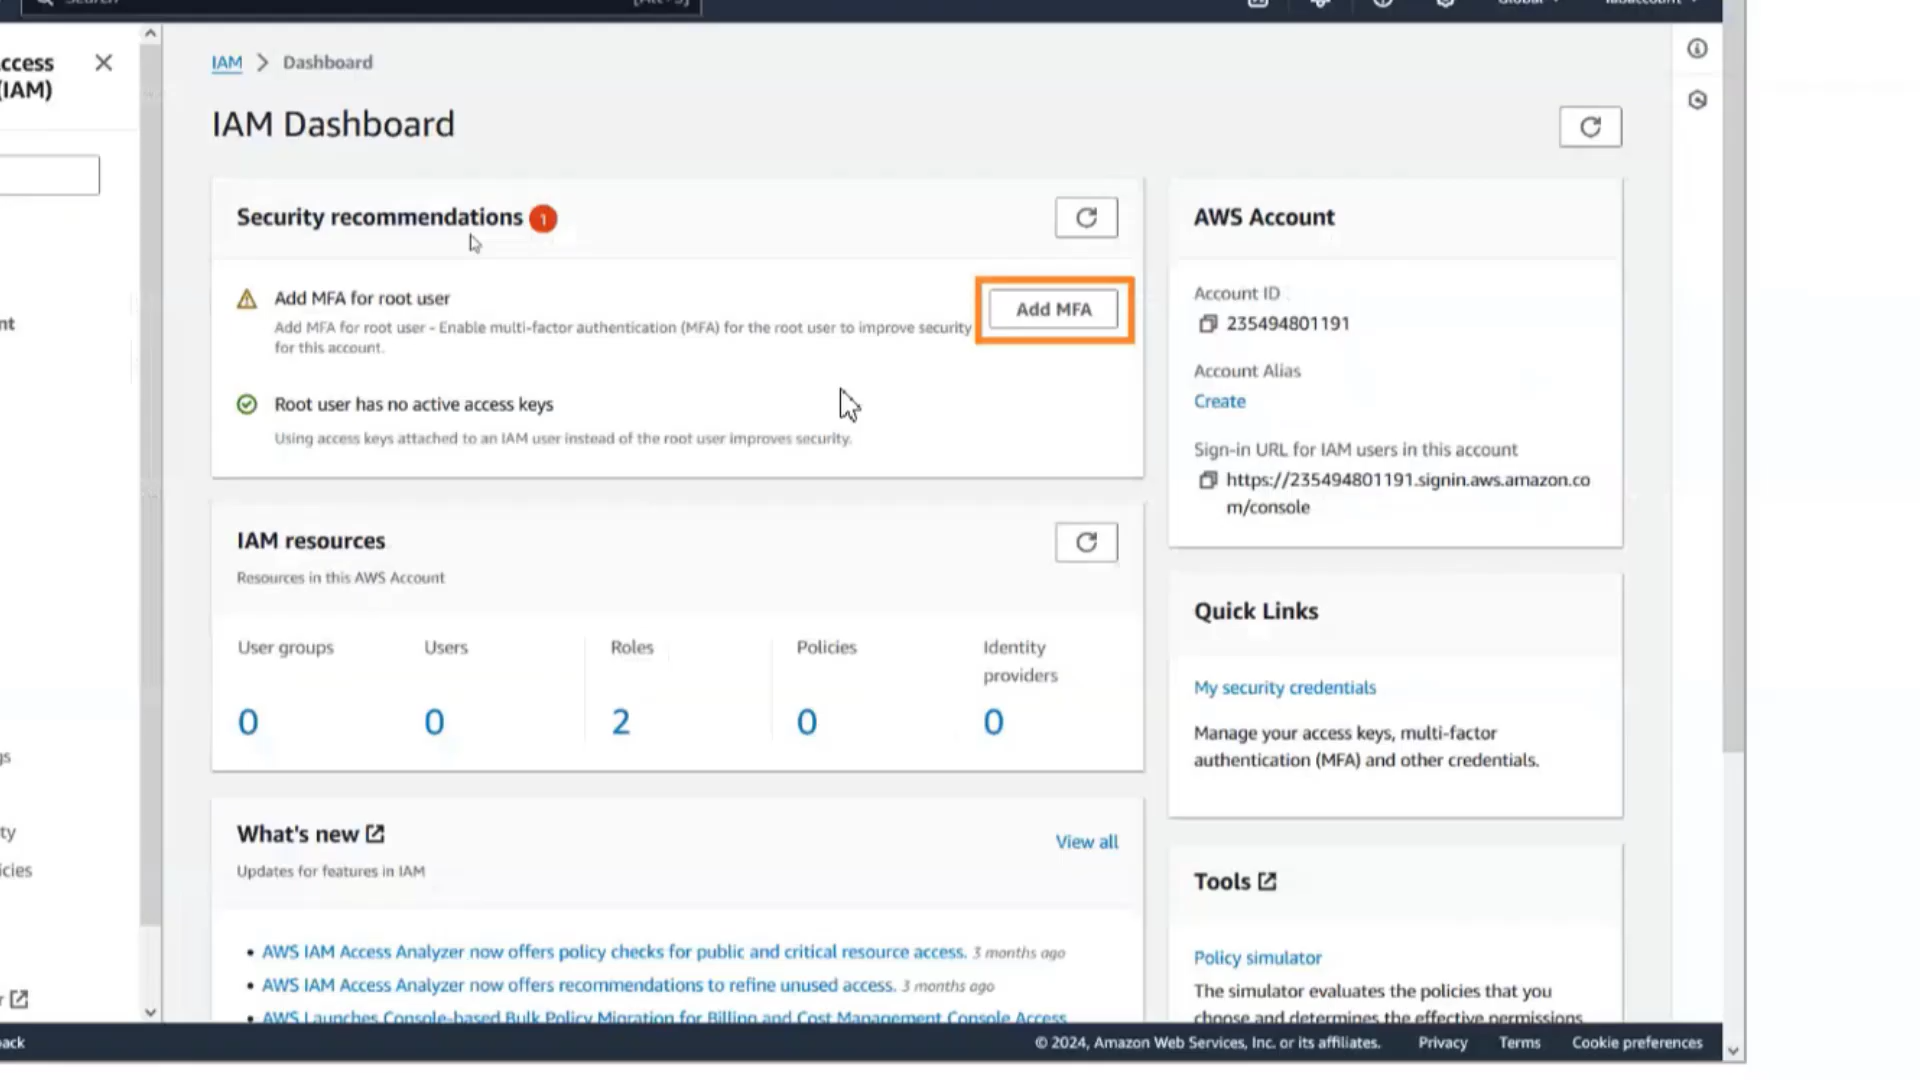 ccess
(IAM)
nt
gs
ty
icies
r
ack
IAM > Dashboard
IAM Dashboard
Security recommendations 1
Add MFA for root user
Add MFA for root user - Enable multi-factor authentication (MFA) for the root user to improve security
for this account.
Add MFA
Root user has no active access keys
Using access keys attached to an IAM user instead of the root user improves security.
IAM resources
Resources in this AWS Account
User groups Users Roles Policies Identity
providers
0 0 2 0 0
What's new
View all
Updates for features in IAM
• AWS IAM Access Analyzer now offers policy checks for public and critical resource access. 3 months ago
• AWS IAM Access Analyzer now offers recommendations to refine unused access. 3 months ago
• AWS Launches Console-based Bulk Policy Migration for Billing and Cost Management Console Access
AWS Account
Account ID
235494801191
Account Alias
Create
Sign-in URL for IAM users in this account
https://235494801191.signin.aws.amazon.co
m/console
Quick Links
My security credentials
Manage your access keys, multi-factor
authentication (MFA) and other credentials.
Tools
Policy simulator
The simulator evaluates the policies that you
choose and determines the effective permissions
© 2024, Amazon Web Services, Inc. or its affiliates. Privacy Terms Cookie preferences